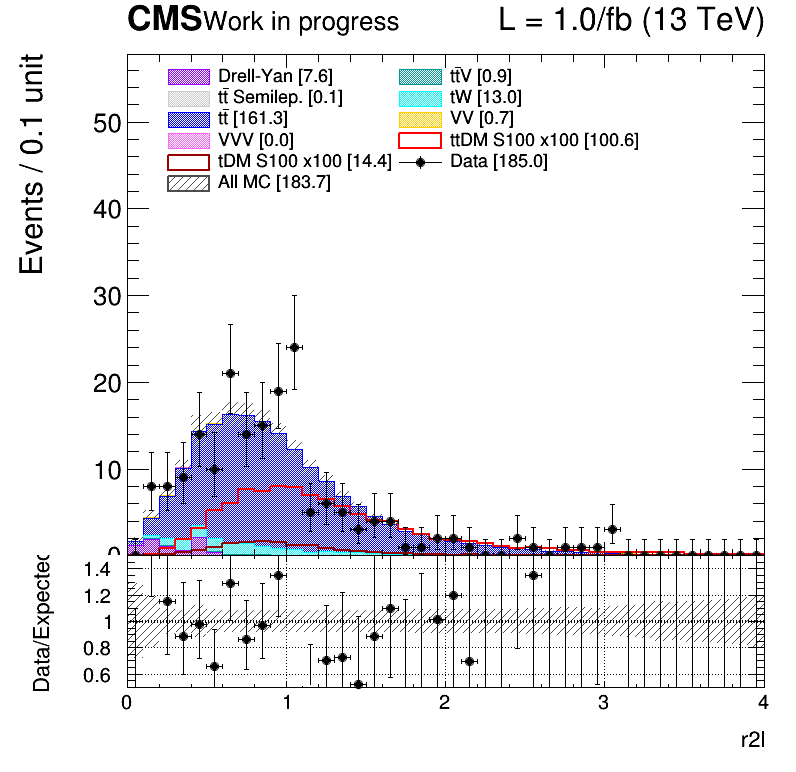 CMS Work in progress L = 1.0/fb (13 TeV)
Drell-Yan [7.6] tt̄V [0.9]
tt̄ Semilep. [0.1] tW [13.0]
tt̄ [161.3] VV [0.7]
VVV [0.0] ttDM S100 x100 [100.6]
tDM S100 x100 [14.4] Data [185.0]
All MC [183.7]
Events / 0.1 unit
50
40
30
20
10
0
Data/Expected
1.4
1.2
1
0.8
0.6
0 1 2 3 4
r2l